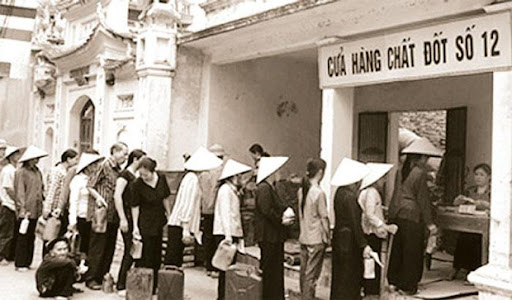 CỬA HÀNG CHẤT ĐỐT SỐ 12